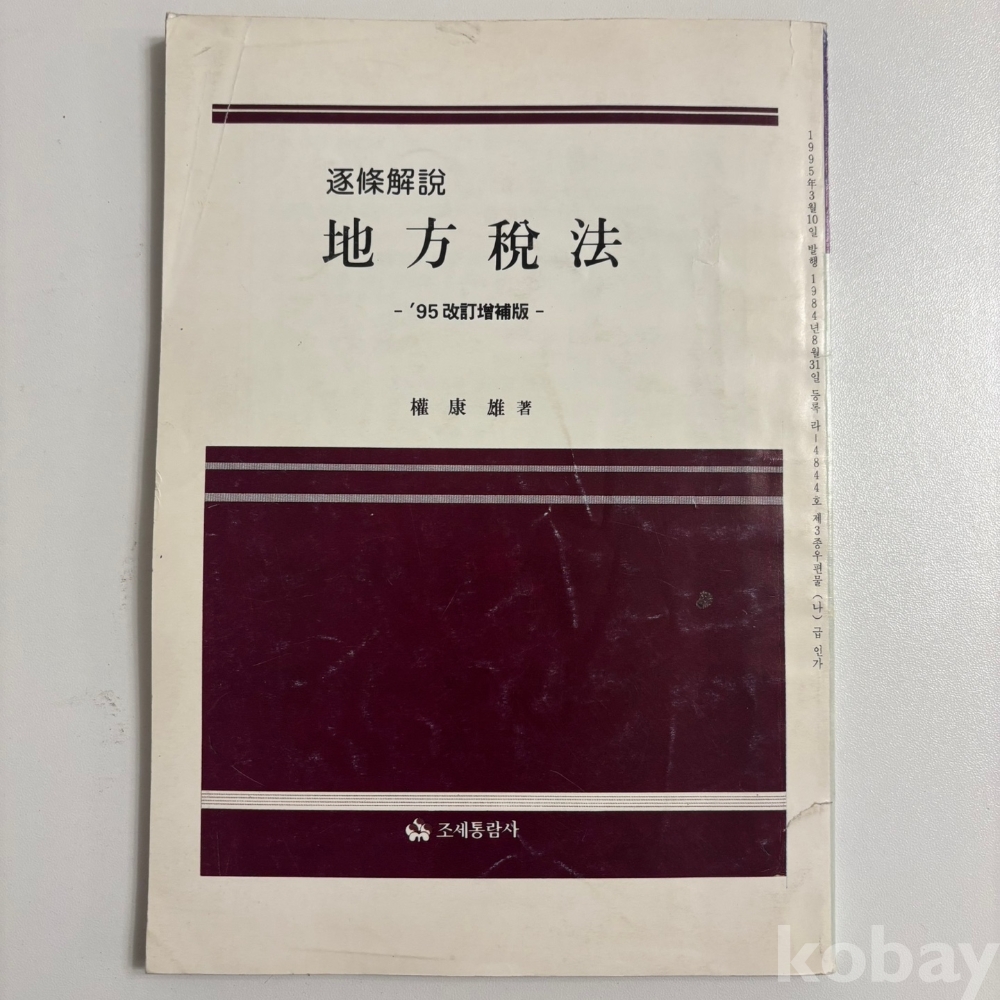 逐條解說
地方稅法
- '95 改訂增補版 -
權康雄 著
조세통람사
1995年3월10일 발행 1984년8월31일 등록 라-4844호 제3종우편물(나)급 인가
kobay